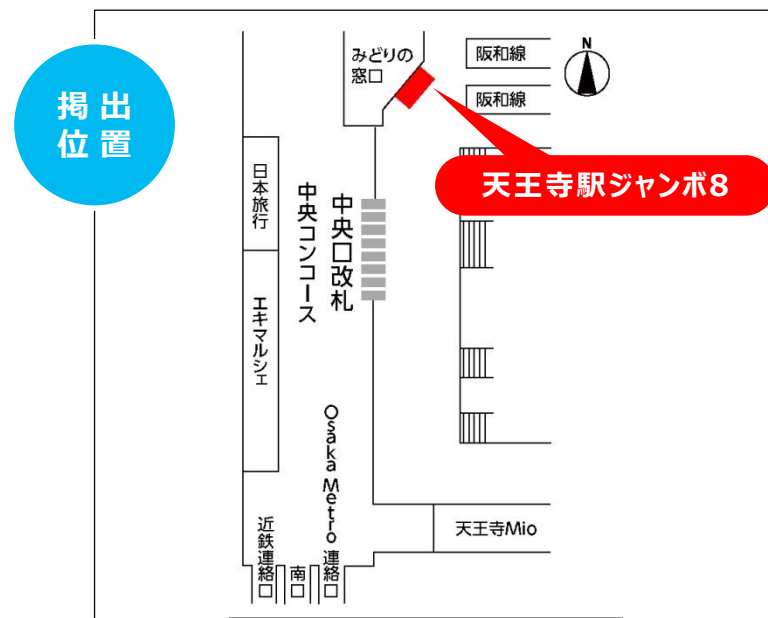 掲出
位置
みどりの
窓口
阪和線
阪和線
N
天王寺駅ジャンボ8
日本旅行
中央コンコース
中央口改札
エキマルシェ
Osaka Metro 連絡口
近鉄連絡口
南口
天王寺Mio